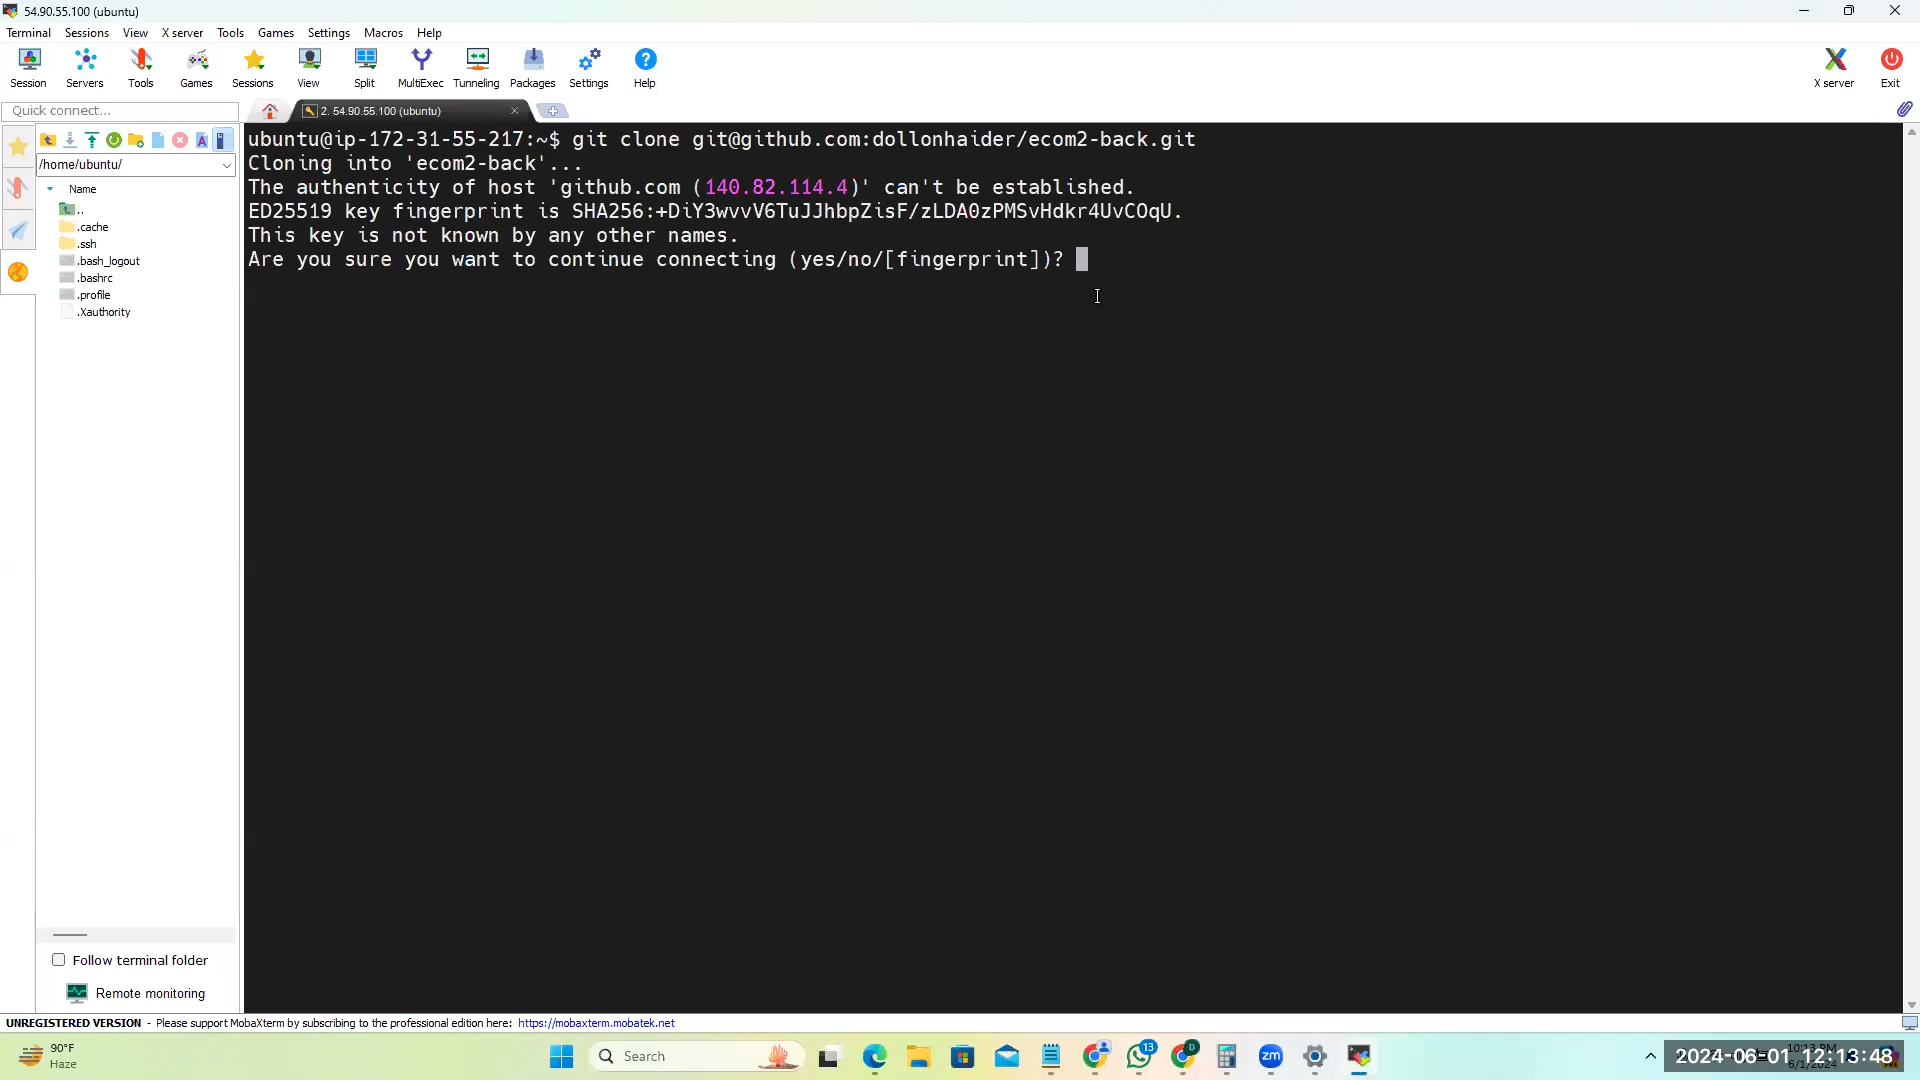 54.90.55.100 (ubuntu)
Terminal Sessions View X server Tools Games Settings Macros Help
Session Servers Tools Games Sessions View Split MultiExec Tunneling Packages Settings Help X server Exit
Quick connect...
2. 54.90.55.100 (ubuntu)
/home/ubuntu/
Name
..
.cache
.ssh
.bash_logout
.bashrc
.profile
.Xauthority
ubuntu@ip-172-31-55-217:~$ git clone git@github.com:dollonhaider/ecom2-back.git
Cloning into 'ecom2-back'...
The authenticity of host 'github.com (140.82.114.4)' can't be established.
ED25519 key fingerprint is SHA256:+DiY3wvvV6TuJJhbpZisF/zLDA0zPMSvHdkr4UvCOqU.
This key is not known by any other names.
Are you sure you want to continue connecting (yes/no/[fingerprint])?
Follow terminal folder
Remote monitoring
UNREGISTERED VERSION - Please support MobaXterm by subscribing to the professional edition here: https://mobaxterm.mobatek.net
90°F
Haze
Search
13
D
zm
2024-06-01 12:13:48